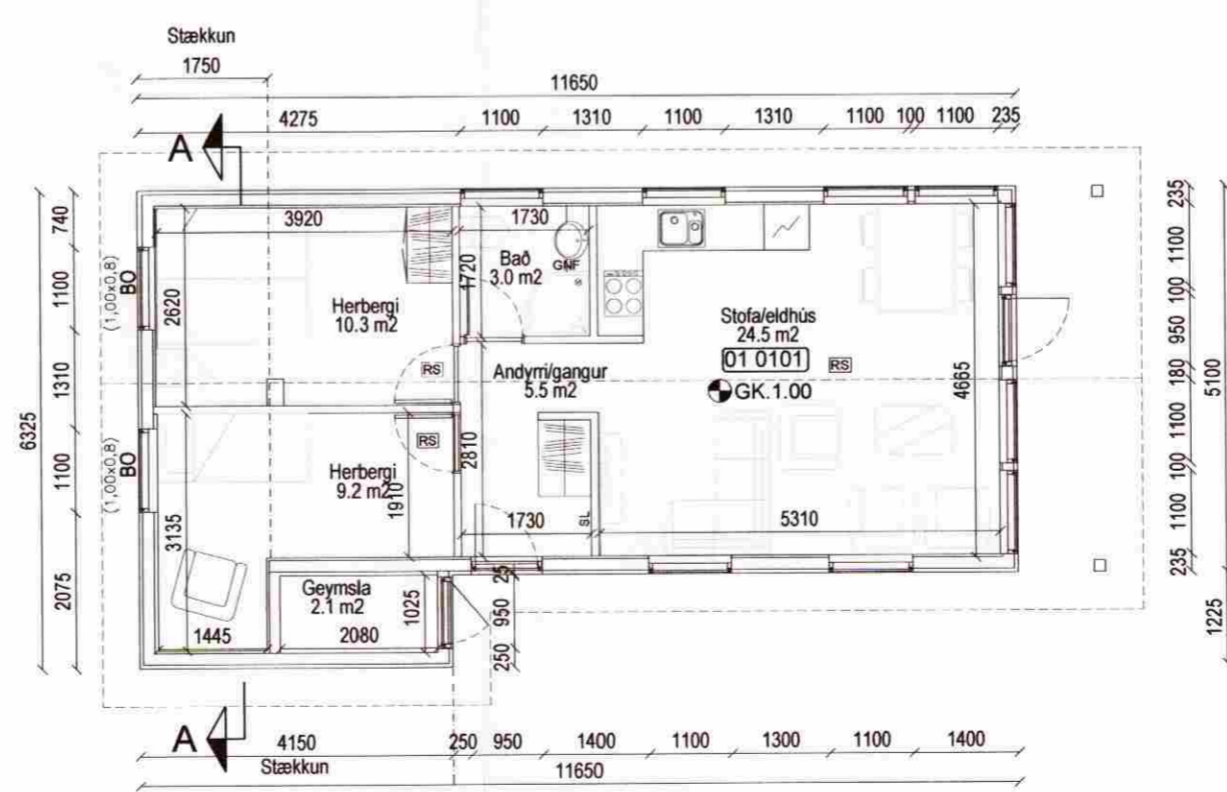 Stækkun
1750
11650
4275 1100 1310 1100 1310 1100 100 1100 235
A
6325
740
1100
1310
1100
2075
BO
(1,00x0,8)
BO
(1,00x0,8)
3920
2620
Herbergi
10.3 m2
RS
1730
1720
Bað
3.0 m2
GNF
Stofa/eldhús
24.5 m2
01 0101
RS
GK.1.00
4665
Andyrri/gangur
5.5 m2
RS
Herbergi
9.2 m2
1910
2810
3135
1730
SL
5310
Geymsla
2.1 m2
1025
1445
2080
25
950
250
235
1100
100
950
180
1100
100
1100
235
5100
1225
A
4150 250 950 1400 1100 1300 1100 1400
Stækkun
11650